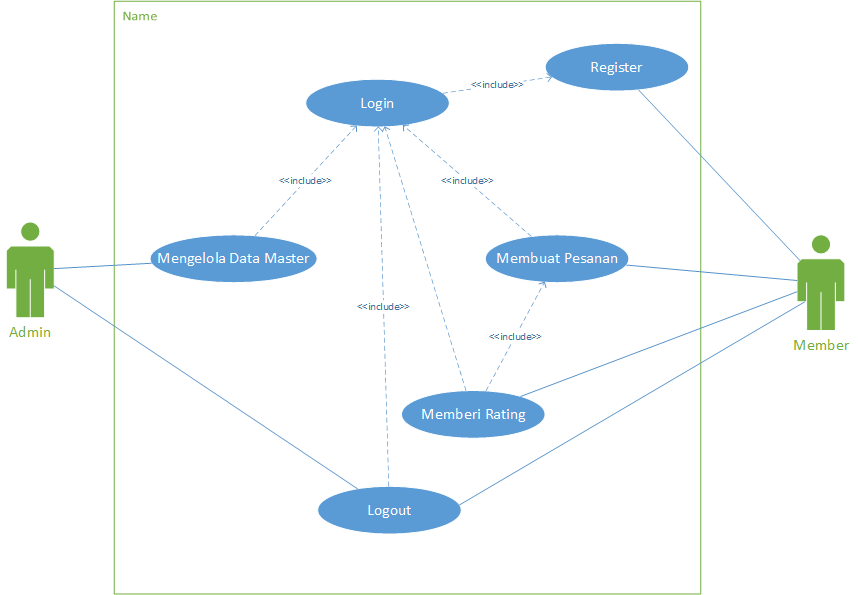 Name
Register
<<include>>
Login
<<include>>
<<include>>
Mengelola Data Master
Membuat Pesanan
<<include>>
<<include>>
Admin
Member
Memberi Rating
Logout